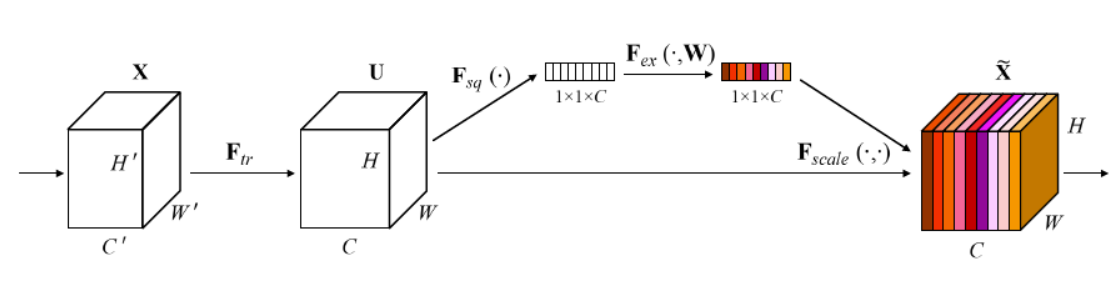 X
H′
W′
C′
F_tr
U
H
W
C
F_sq (·)
1×1×C
F_ex (·,W)
1×1×C
F_scale (·,·)
X̃
H
W
C